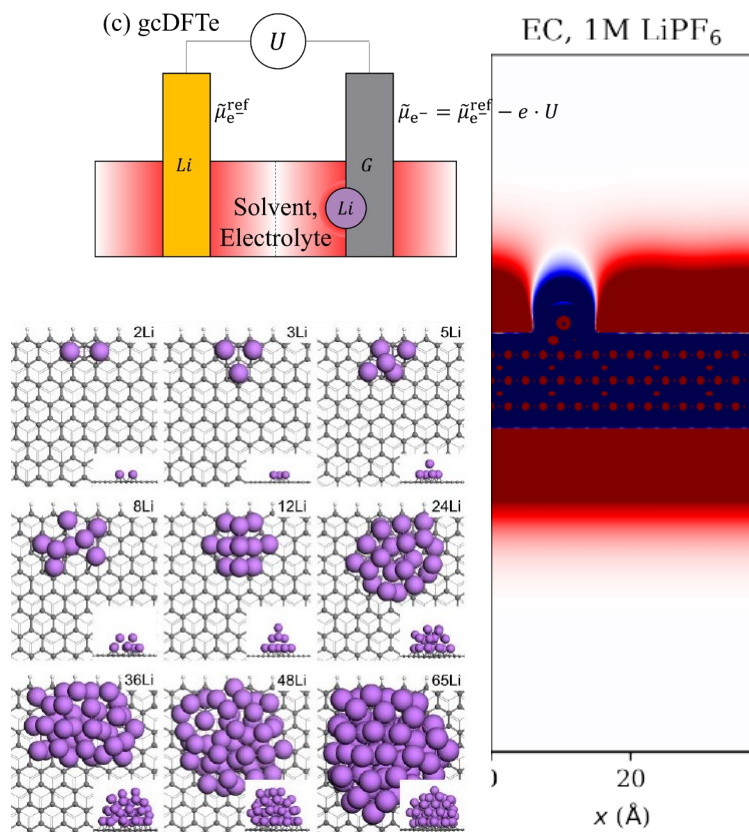 (c) gcDFTe
U
μ̃ₑ₋ʳᵉᶠ
μ̃ₑ₋ = μ̃ₑ₋ʳᵉᶠ − e · U
Li
G
Li
Solvent,
Electrolyte
EC, 1M LiPF₆
2Li
3Li
5Li
8Li
12Li
24Li
36Li
48Li
65Li
0
20
x (Å)